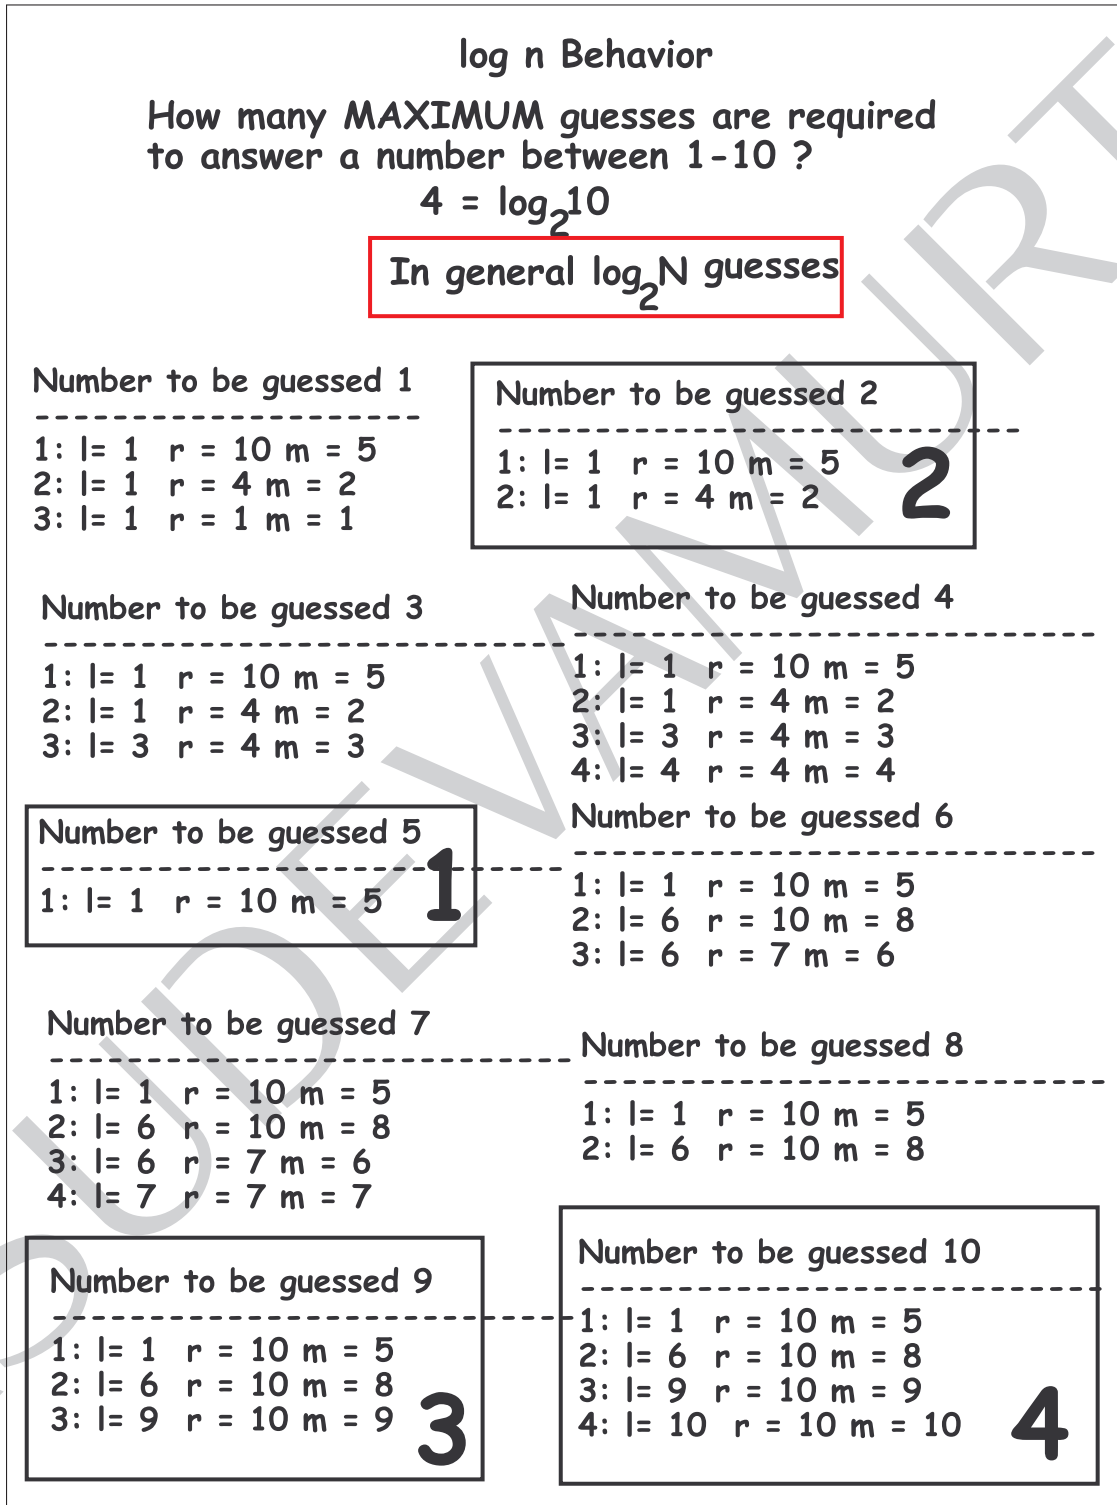 log n Behavior
How many MAXIMUM guesses are required
to answer a number between 1-10 ?
4 = log₂10
In general log₂N guesses
Number to be guessed 1
--------------------
1: l= 1 r = 10 m = 5
2: l= 1 r = 4 m = 2
3: l= 1 r = 1 m = 1
Number to be guessed 2
---------------------------
1: l= 1 r = 10 m = 5
2: l= 1 r = 4 m = 2
2
Number to be guessed 3
---------------------------
1: l= 1 r = 10 m = 5
2: l= 1 r = 4 m = 2
3: l= 3 r = 4 m = 3
Number to be guessed 4
---------------------------
1: l= 1 r = 10 m = 5
2: l= 1 r = 4 m = 2
3: l= 3 r = 4 m = 3
4: l= 4 r = 4 m = 4
Number to be guessed 5
---------------------------
1: l= 1 r = 10 m = 5
1
Number to be guessed 6
---------------------------
1: l= 1 r = 10 m = 5
2: l= 6 r = 10 m = 8
3: l= 6 r = 7 m = 6
Number to be guessed 7
---------------------------
1: l= 1 r = 10 m = 5
2: l= 6 r = 10 m = 8
3: l= 6 r = 7 m = 6
4: l= 7 r = 7 m = 7
Number to be guessed 8
---------------------------
1: l= 1 r = 10 m = 5
2: l= 6 r = 10 m = 8
Number to be guessed 9
---------------------------
1: l= 1 r = 10 m = 5
2: l= 6 r = 10 m = 8
3: l= 9 r = 10 m = 9
3
Number to be guessed 10
---------------------------
1: l= 1 r = 10 m = 5
2: l= 6 r = 10 m = 8
3: l= 9 r = 10 m = 9
4: l= 10 r = 10 m = 10
4
SUDEVAMURT